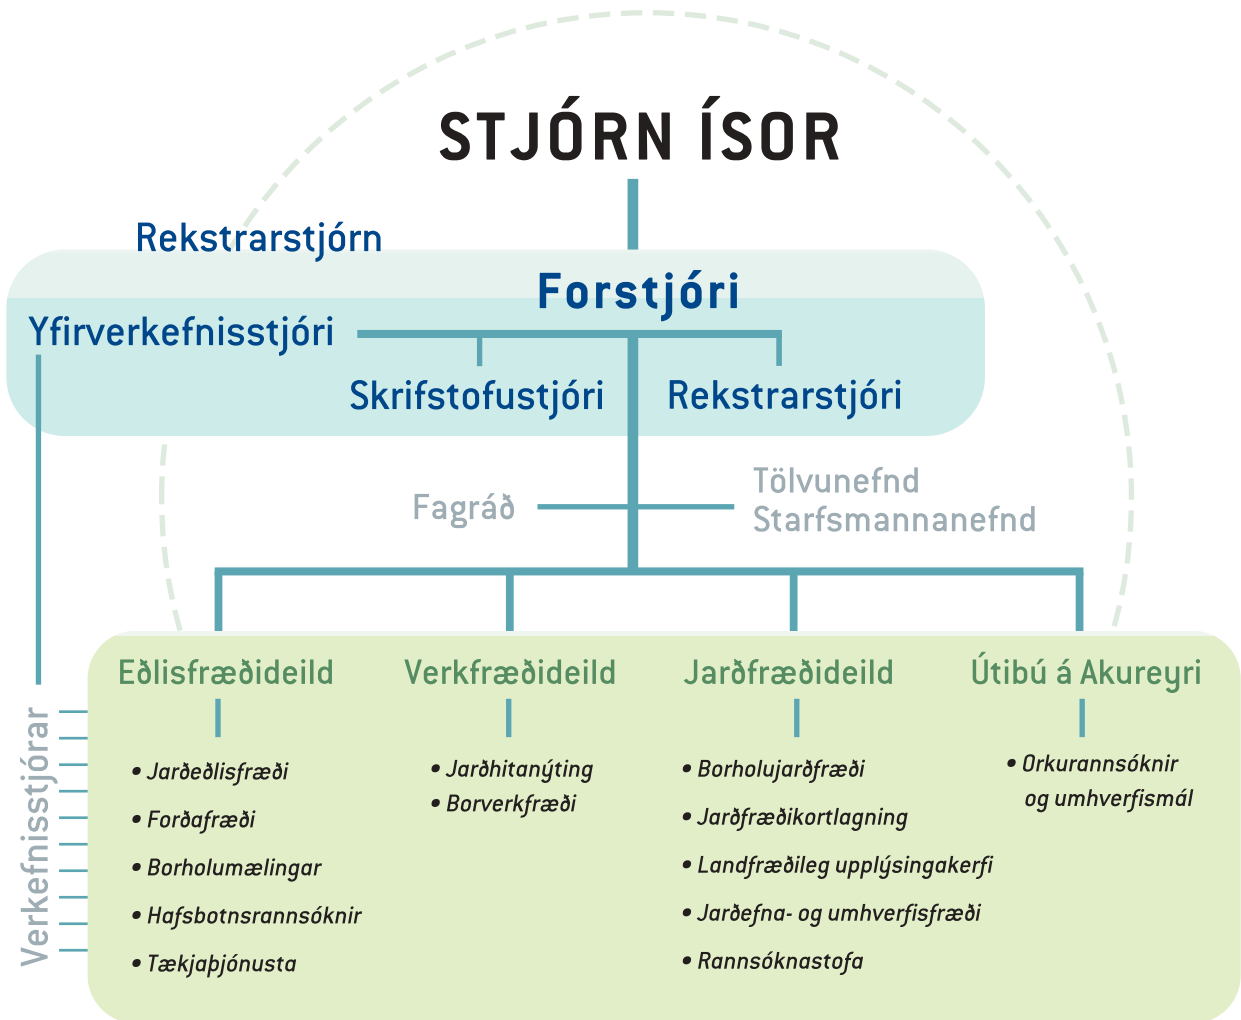 STJÓRN ÍSOR
Rekstrarstjórn
Forstjóri
Yfirverkefnisstjóri
Skrifstofustjóri
Rekstrarstjóri
Fagráð
Tölvunefnd
Starfsmannanefnd
Verkefnisstjórar
Eðlisfræðideild
• Jarðeðlisfræði
• Forðafræði
• Borholumælingar
• Hafsbotnsrannsóknir
• Tækjaþjónusta
Verkfræðideild
• Jarðhitanýting
• Borverkfræði
Jarðfræðideild
• Borholujarðfræði
• Jarðfræðikortlagning
• Landfræðileg upplýsingakerfi
• Jarðefna- og umhverfisfræði
• Rannsóknastofa
Útibú á Akureyri
• Orkurannsóknir
og umhverfismál